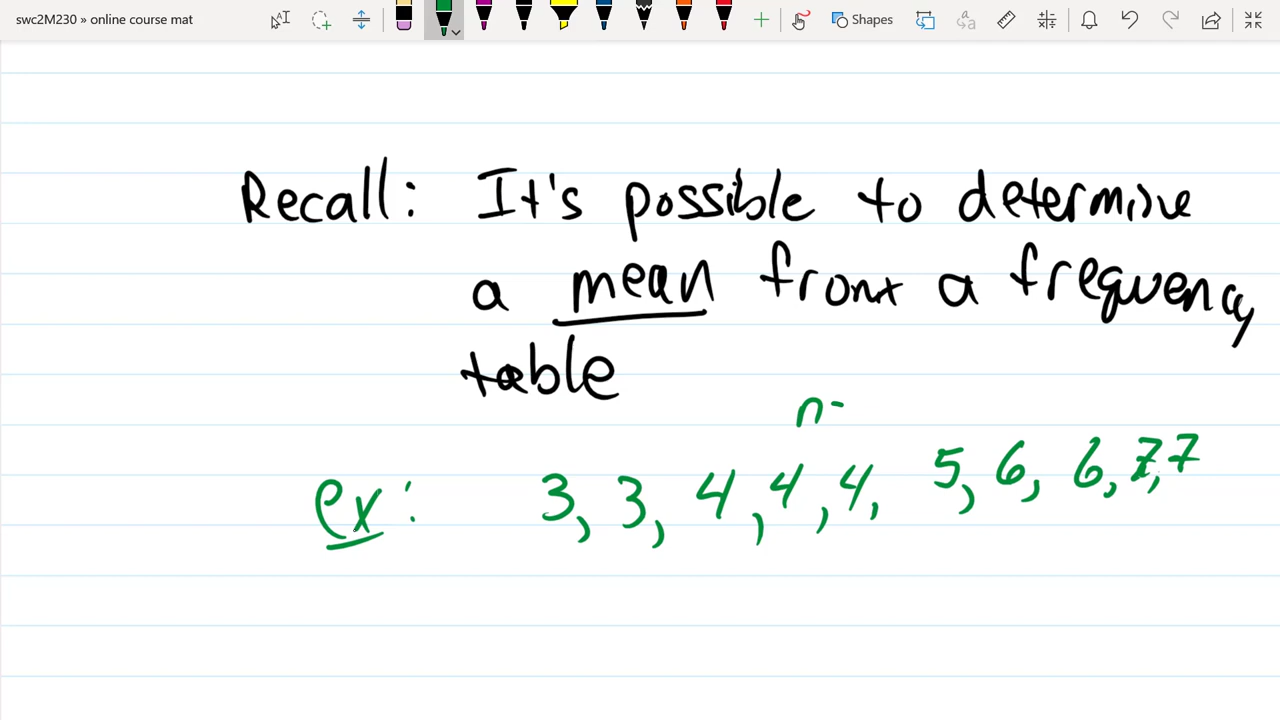 swc2M230 » online course mat
Shapes
Recall: It's possible to determine
a mean from a frequency
table
n-
ex: 3, 3, 4, 4, 4, 5, 6, 6, 7, 7